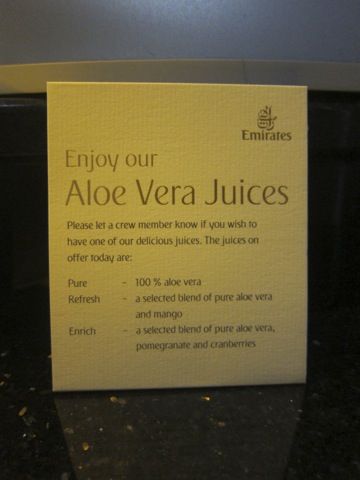 Emirates
Enjoy our
Aloe Vera Juices
Please let a crew member know if you wish to
have one of our delicious juices. The juices on
offer today are:
Pure - 100 % aloe vera
Refresh - a selected blend of pure aloe vera
and mango
Enrich - a selected blend of pure aloe vera,
pomegranate and cranberries